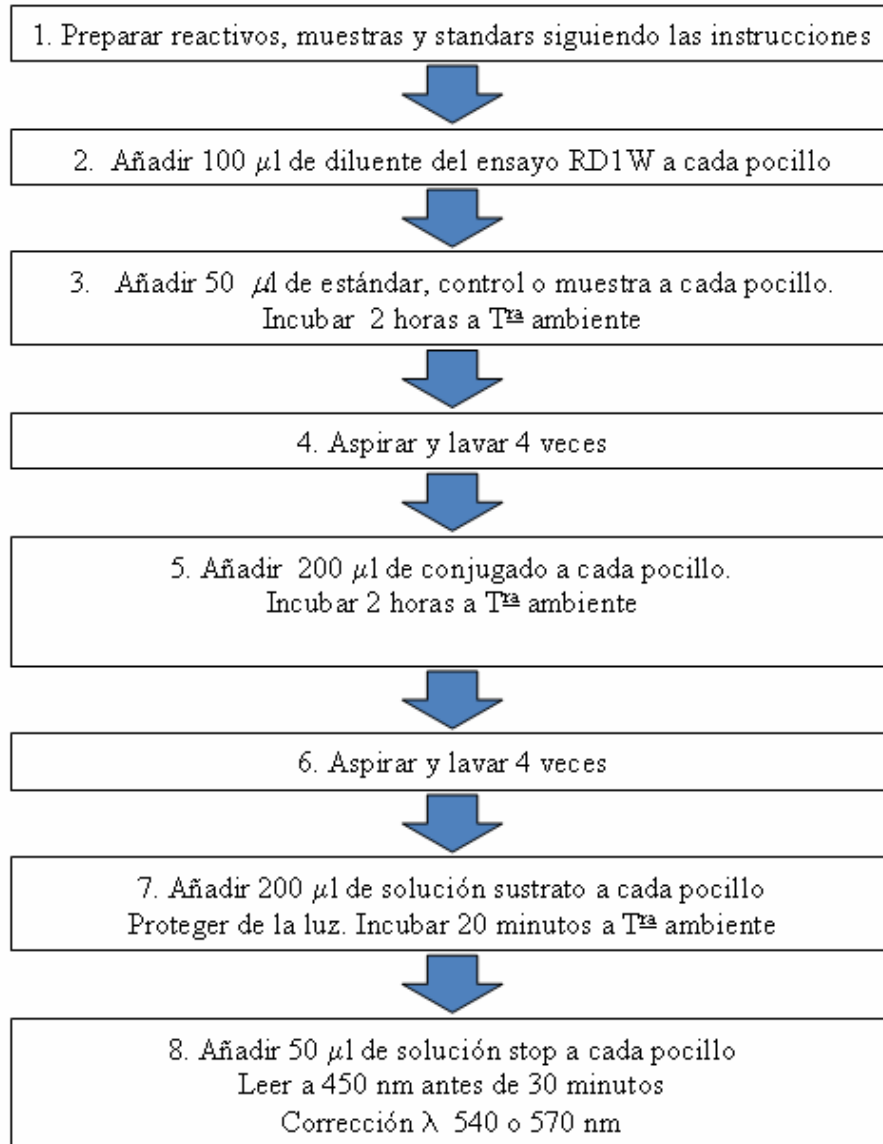 1. Preparar reactivos, muestras y standars siguiendo las instrucciones
2. Añadir 100 µl de diluente del ensayo RD1W a cada pocillo
3. Añadir 50 µl de estándar, control o muestra a cada pocillo.
Incubar 2 horas a Tra ambiente
4. Aspirar y lavar 4 veces
5. Añadir 200 µl de conjugado a cada pocillo.
Incubar 2 horas a Tra ambiente
6. Aspirar y lavar 4 veces
7. Añadir 200 µl de solución sustrato a cada pocillo
Proteger de la luz. Incubar 20 minutos a Tra ambiente
8. Añadir 50 µl de solución stop a cada pocillo
Leer a 450 nm antes de 30 minutos
Corrección λ 540 o 570 nm